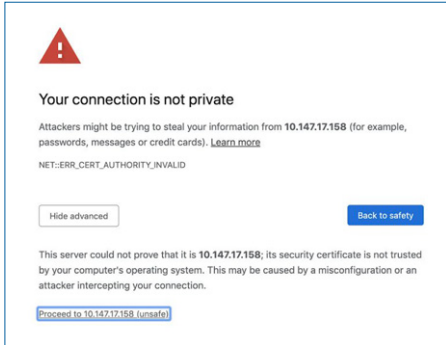 Your connection is not private
Attackers might be trying to steal your information from 10.147.17.158 (for example,
passwords, messages or credit cards). Learn more
NET::ERR_CERT_AUTHORITY_INVALID
Hide advanced
Back to safety
This server could not prove that it is 10.147.17.158; its security certificate is not trusted
by your computer's operating system. This may be caused by a misconfiguration or an
attacker intercepting your connection.
Proceed to 10.147.17.158 (unsafe)